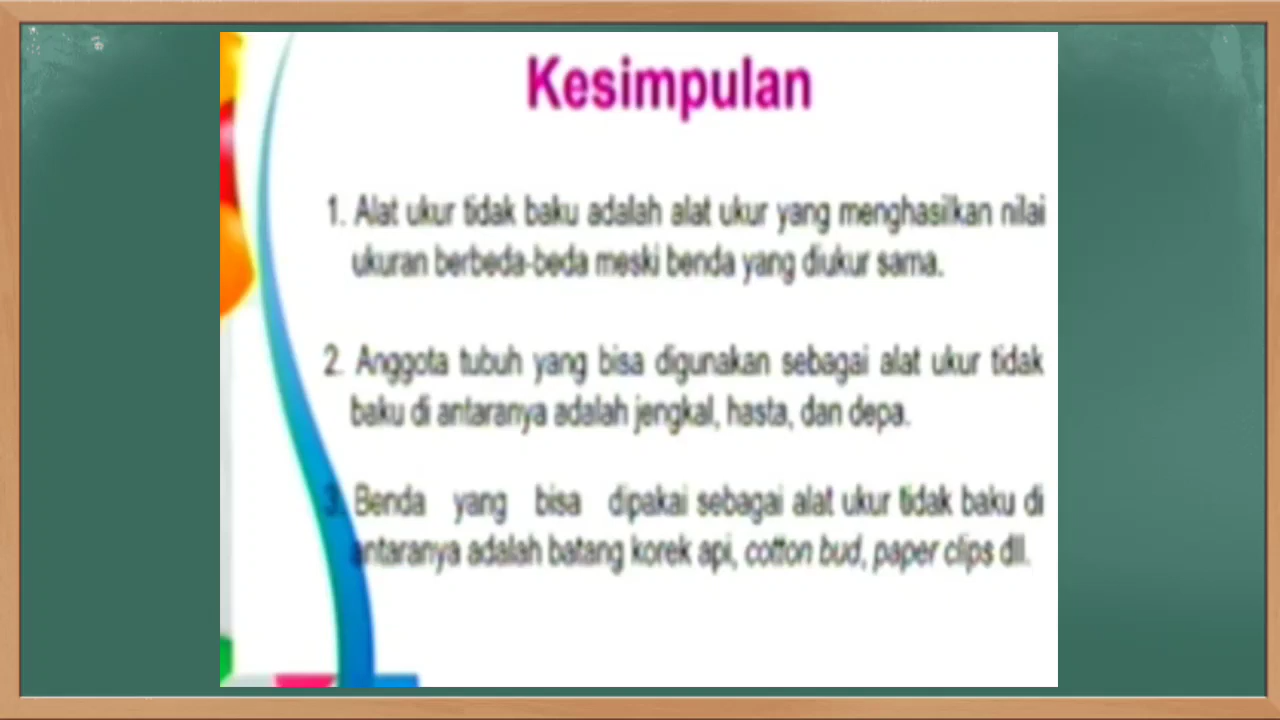 Kesimpulan
1. Alat ukur tidak baku adalah alat ukur yang menghasilkan nilai
ukuran berbeda-beda meski benda yang diukur sama.
2. Anggota tubuh yang bisa digunakan sebagai alat ukur tidak
baku di antaranya adalah jengkal, hasta, dan depa.
3. Benda yang bisa dipakai sebagai alat ukur tidak baku di
antaranya adalah batang korek api, cotton bud, paper clips dll.